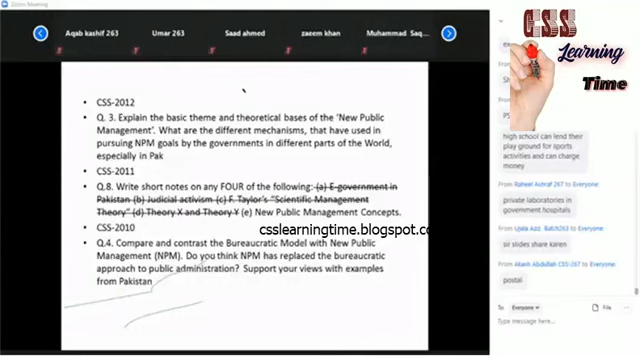 Zoom Meeting
Aqab kashif 263
Umar 263
Saad ahmed
zaeem khan
Muhammad Saq...
CSS
Learning
Time
• CSS-2012
• Q. 3. Explain the basic theme and theoretical bases of the 'New Public
Management'. What are the different mechanisms, that have used in
pursuing NPM goals by the governments in different parts of the World,
especially in Pak
• CSS-2011
• Q.8. Write short notes on any FOUR of the following: (a) E-government in
Pakistan (b) Judicial activism (c) F. Taylor's "Scientific Management
Theory" (d) Theory X and Theory Y (e) New Public Management Concepts.
csslearningtime.blogspot.co
• CSS-2010
• Q.4. Compare and contrast the Bureaucratic Model with New Public
Management (NPM). Do you think NPM has replaced the bureaucratic
approach to public administration? Support your views with examples
from Pakistan
high school can lend their
play ground for sports
activities and can charge
money
From Raheel Ashraf 267 to Everyone:
private laboratories in
government hospitals
From Ujala Aziz Batch263 to Everyone:
sir slides share karen
From Akash Abdullah CSS-267 to Everyone:
postal
To: Everyone
File
Type message here...